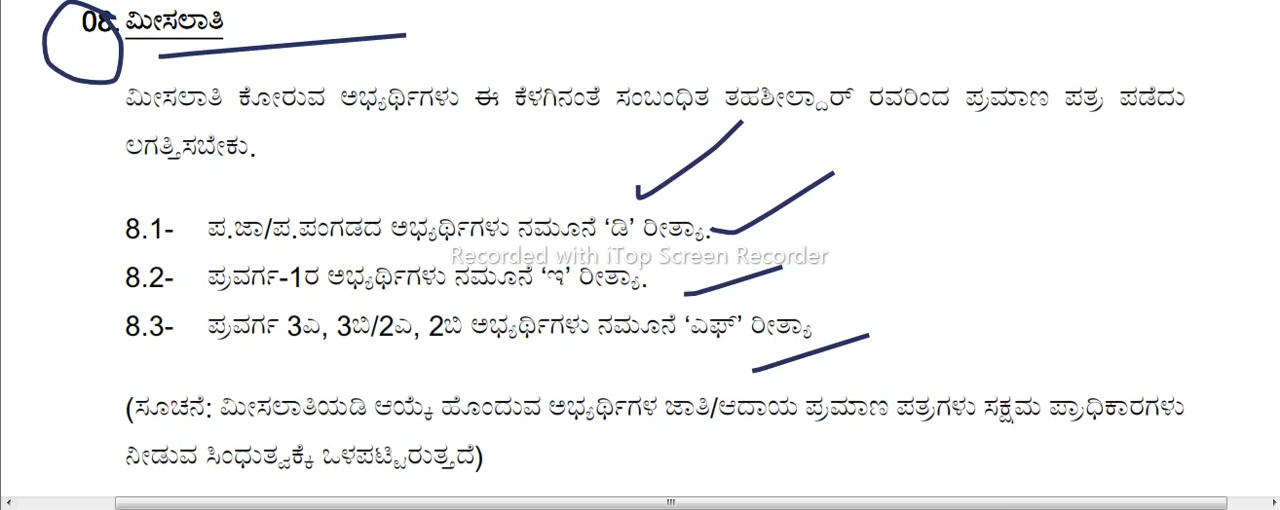 08. ಮೀಸಲಾತಿ
ಮೀಸಲಾತಿ ಕೋರುವ ಅಭ್ಯರ್ಥಿಗಳು ಈ ಕೆಳಗಿನಂತೆ ಸಂಬಂಧಿತ ತಹಶೀಲ್ದಾರ್ ರವರಿಂದ ಪ್ರಮಾಣ ಪತ್ರ ಪಡೆದು
ಲಗತ್ತಿಸಬೇಕು.
8.1- ಪ.ಜಾ/ಪ.ಪಂಗಡದ ಅಭ್ಯರ್ಥಿಗಳು ನಮೂನೆ ‘ಡಿ’ ರೀತ್ಯಾ.
Recorded with iTop Screen Recorder
8.2- ಪ್ರವರ್ಗ-1ರ ಅಭ್ಯರ್ಥಿಗಳು ನಮೂನೆ ‘ಇ’ ರೀತ್ಯಾ.
8.3- ಪ್ರವರ್ಗ 3ಎ, 3ಬಿ/2ಎ, 2ಬಿ ಅಭ್ಯರ್ಥಿಗಳು ನಮೂನೆ ‘ಎಫ್’ ರೀತ್ಯಾ
(ಸೂಚನೆ: ಮೀಸಲಾತಿಯಡಿ ಆಯ್ಕೆ ಹೊಂದುವ ಅಭ್ಯರ್ಥಿಗಳ ಜಾತಿ/ಆದಾಯ ಪ್ರಮಾಣ ಪತ್ರಗಳು ಸಕ್ಷಮ ಪ್ರಾಧಿಕಾರಗಳು
ನೀಡುವ ಸಿಂಧುತ್ವಕ್ಕೆ ಒಳಪಟ್ಟಿರುತ್ತದೆ)